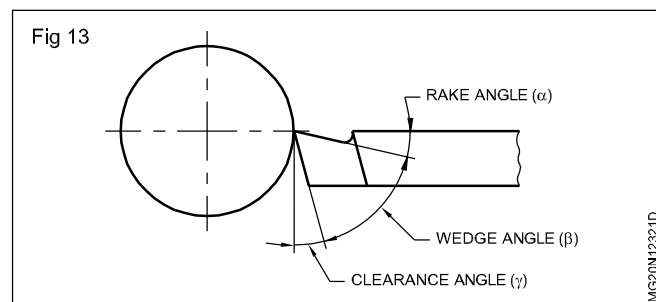 Fig 13
RAKE ANGLE (α)
WEDGE ANGLE (β)
CLEARANCE ANGLE (γ)
MG20N12321D